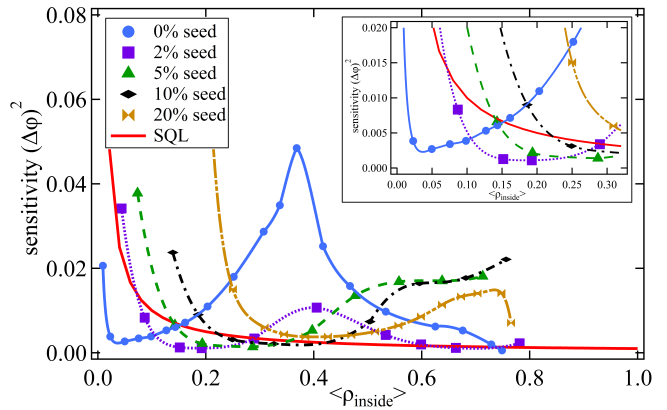 0.08
0.06
0.04
0.02
0.00
sensitivity (Δφ)²
0% seed
2% seed
5% seed
10% seed
20% seed
SQL
0.0 0.2 0.4 0.6 0.8 1.0
<ρinside>
0.020
0.015
0.010
0.005
0.000
sensitivity (Δφ)²
0.00 0.05 0.10 0.15 0.20 0.25 0.30
<ρinside>